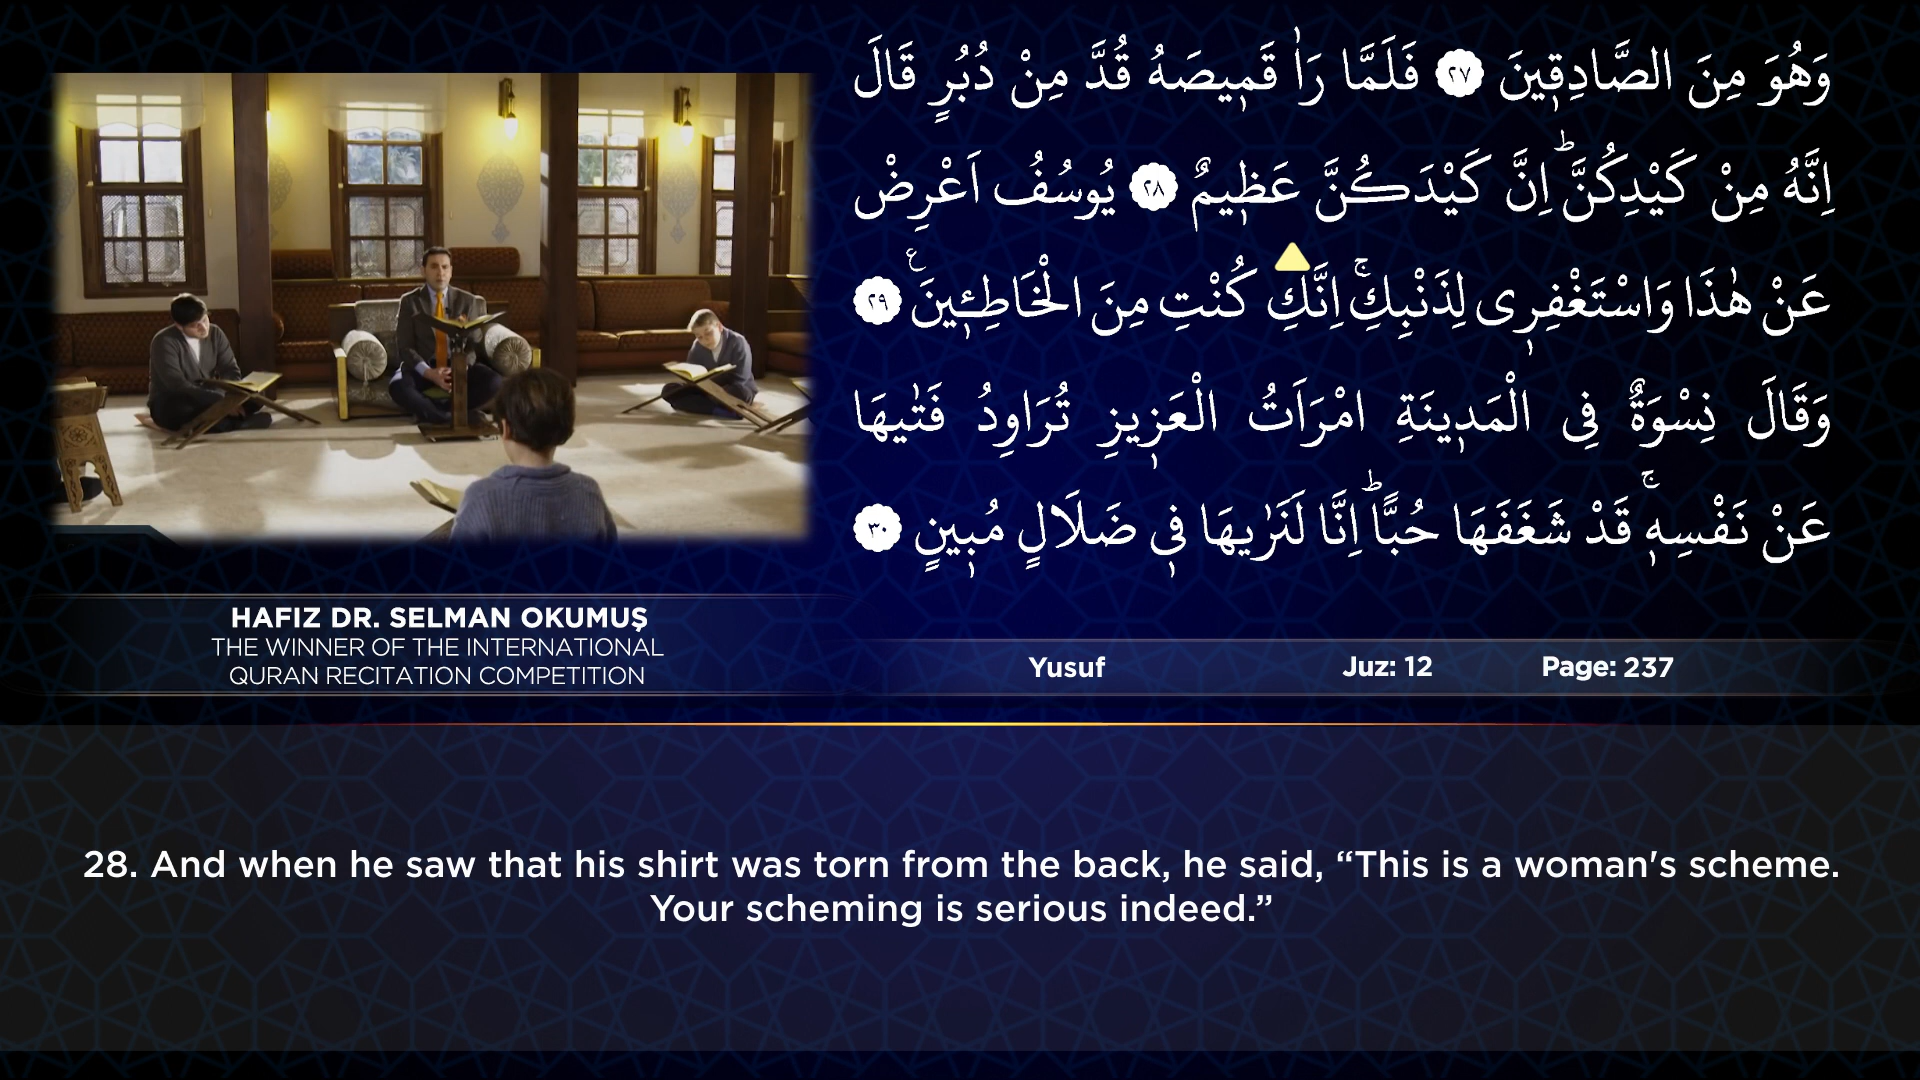 وَهُوَ مِنَ الصَّادِقٖينَ ﴿٢٧﴾ فَلَمَّا رَاٰ قَمٖيصَهُ قُدَّ مِنْ دُبُرٍ قَالَ
اِنَّهُ مِنْ كَيْدِكُنَّؕ اِنَّ كَيْدَكُنَّ عَظٖيمٌ ﴿٢٨﴾ يُوسُفُ اَعْرِضْ
عَنْ هٰذَا وَاسْتَغْفِرٖى لِذَنْبِكِۚ اِنَّكِ كُنْتِ مِنَ الْخَاطِـٖٔينَ ع ﴿٢٩﴾
وَقَالَ نِسْوَةٌ فِى الْمَدٖينَةِ امْرَاَتُ الْعَزٖيزِ تُرَاوِدُ فَتٰيهَا
عَنْ نَفْسِهٖۚ قَدْ شَغَفَهَا حُبًّاؕ اِنَّا لَنَرٰيهَا فٖى ضَلَالٍ مُبٖينٍ ﴿٣٠﴾
HAFIZ DR. SELMAN OKUMUŞ
THE WINNER OF THE INTERNATIONAL
QURAN RECITATION COMPETITION
Yusuf Juz: 12 Page: 237
28. And when he saw that his shirt was torn from the back, he said, “This is a woman's scheme.
Your scheming is serious indeed.”